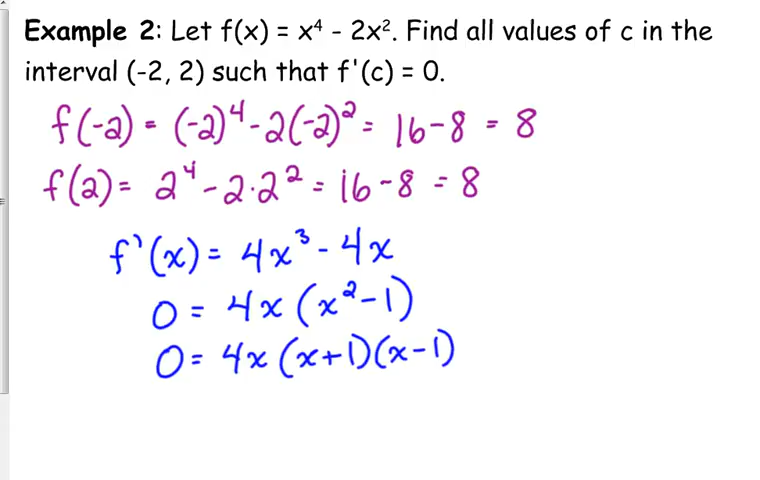 Example 2: Let f(x) = x⁴ - 2x². Find all values of c in the
interval (-2, 2) such that f'(c) = 0.
f(-2) = (-2)⁴ - 2(-2)² = 16 - 8 = 8
f(2) = 2⁴ - 2·2² = 16 - 8 = 8
f'(x) = 4x³ - 4x
0 = 4x(x² - 1)
0 = 4x(x+1)(x-1)